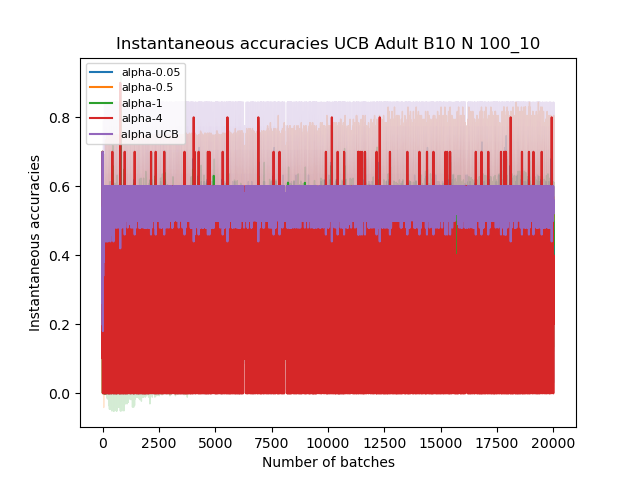 Instantaneous accuracies UCB Adult B10 N 100_10
alpha-0.05
alpha-0.5
alpha-1
alpha-4
alpha UCB
Instantaneous accuracies
0.8
0.6
0.4
0.2
0.0
0 2500 5000 7500 10000 12500 15000 17500 20000
Number of batches